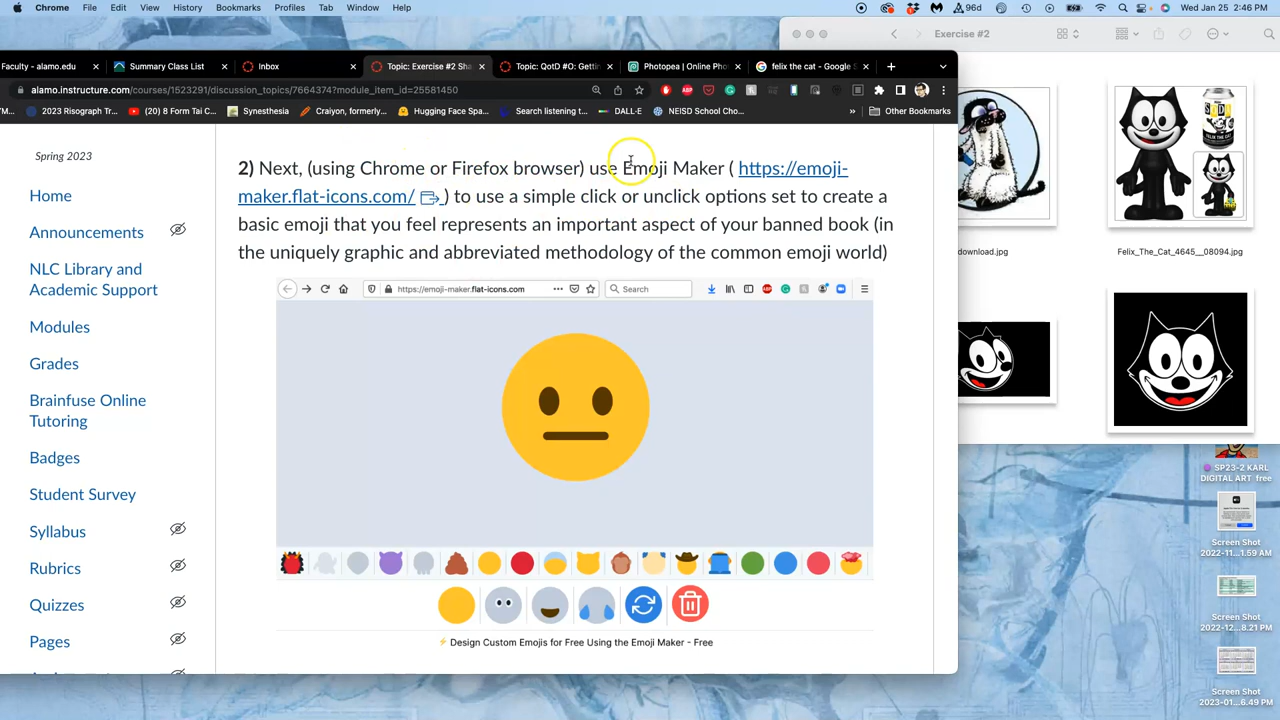 Chrome File Edit View History Bookmarks Profiles Tab Window Help 96d Wed Jan 25 2:46 PM
Exercise #2
Faculty - alamo.edu Summary Class List Inbox Topic: Exercise #2 Sha Topic: QotD #O: Getti Photopea | Online Pho felix the cat - Google S
alamo.instructure.com/courses/1523291/discussion_topics/7664374?module_item_id=25581450
2023 Risograph Tr... (20) 8 Form Tai C... Synesthesia Craiyon, formerly... Hugging Face Spa... Search listening t... DALL·E NEISD School Cho... » Other Bookmarks
Spring 2023
Home
Announcements
NLC Library and
Academic Support
Modules
Grades
Brainfuse Online
Tutoring
Badges
Student Survey
Syllabus
Rubrics
Quizzes
Pages
2) Next, (using Chrome or Firefox browser) use Emoji Maker ( https://emoji-
maker.flat-icons.com/ ) to use a simple click or unclick options set to create a
basic emoji that you feel represents an important aspect of your banned book (in
the uniquely graphic and abbreviated methodology of the common emoji world)
https://emoji-maker.flat-icons.com ••• Search
⚡ Design Custom Emojis for Free Using the Emoji Maker - Free
download.jpg
Felix_The_Cat_4645__08094.jpg
SP23-2 KARL
DIGITAL ART free
Screen Shot
2022-11...1.59 AM
Screen Shot
2022-12...8.21 PM
Screen Shot
2023-01...6.49 PM